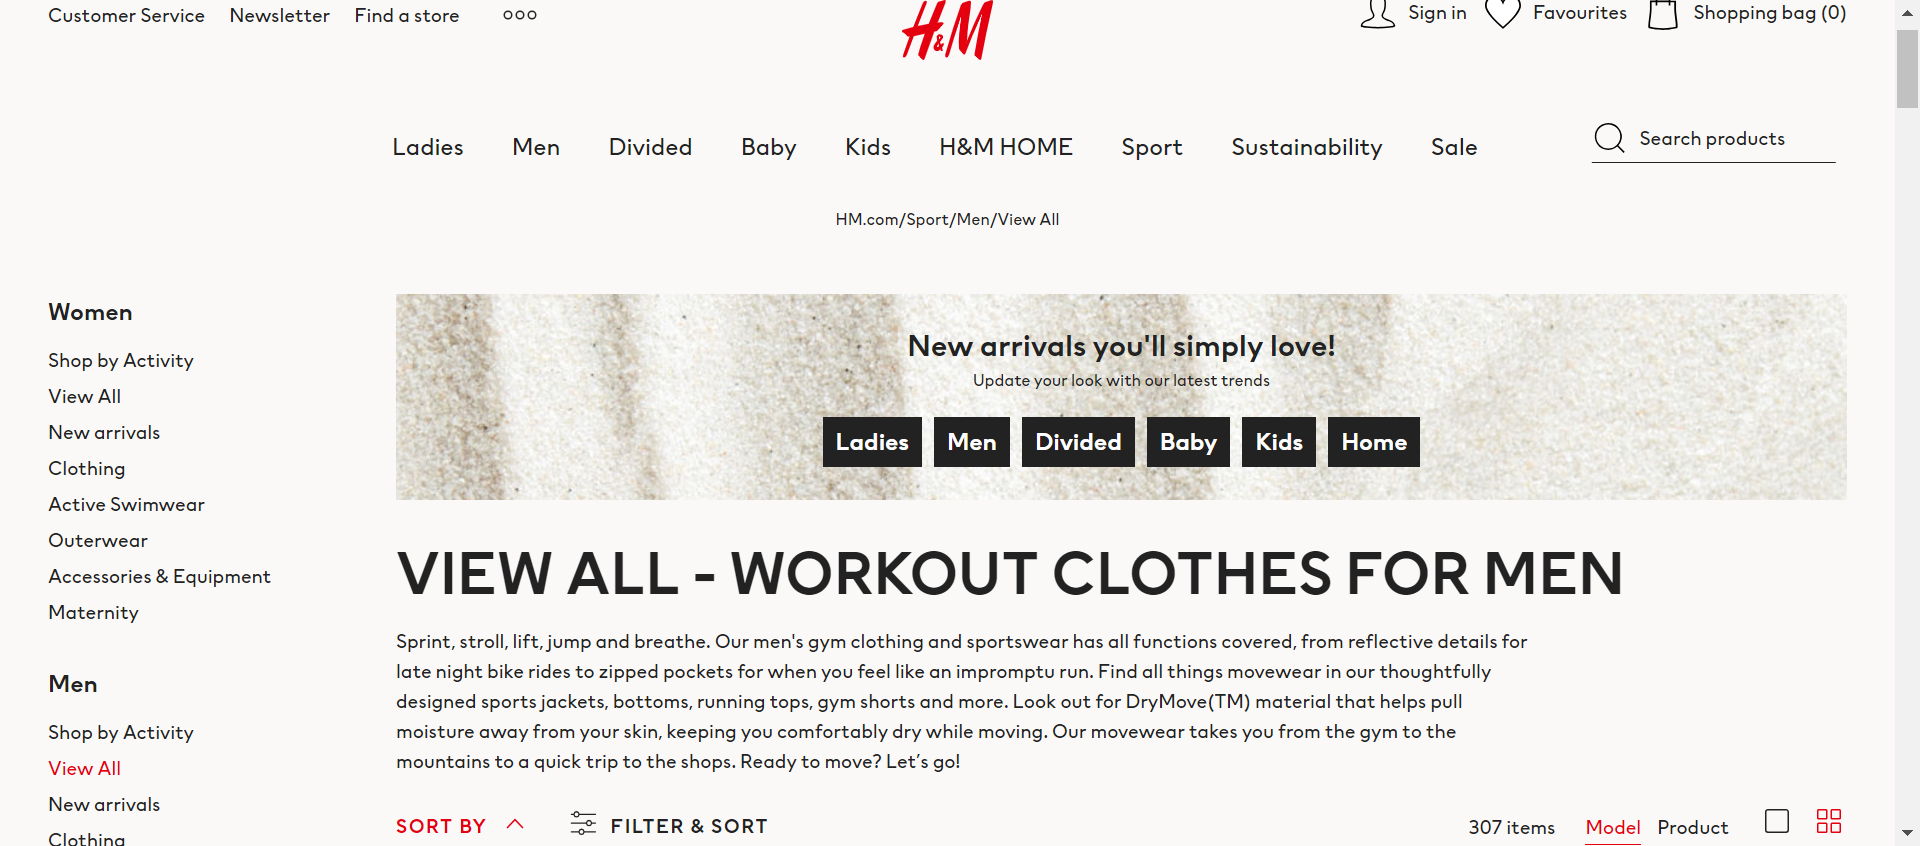 Customer Service Newsletter Find a store
H&M
Sign in Favourites Shopping bag (0)
Ladies Men Divided Baby Kids H&M HOME Sport Sustainability Sale
Search products
HM.com/Sport/Men/View All
Women
Shop by Activity
View All
New arrivals
Clothing
Active Swimwear
Outerwear
Accessories & Equipment
Maternity
Men
Shop by Activity
View All
New arrivals
Clothing
New arrivals you'll simply love!
Update your look with our latest trends
Ladies Men Divided Baby Kids Home
VIEW ALL - WORKOUT CLOTHES FOR MEN
Sprint, stroll, lift, jump and breathe. Our men's gym clothing and sportswear has all functions covered, from reflective details for
late night bike rides to zipped pockets for when you feel like an impromptu run. Find all things movewear in our thoughtfully
designed sports jackets, bottoms, running tops, gym shorts and more. Look out for DryMove(TM) material that helps pull
moisture away from your skin, keeping you comfortably dry while moving. Our movewear takes you from the gym to the
mountains to a quick trip to the shops. Ready to move? Let’s go!
SORT BY FILTER & SORT
307 items Model Product